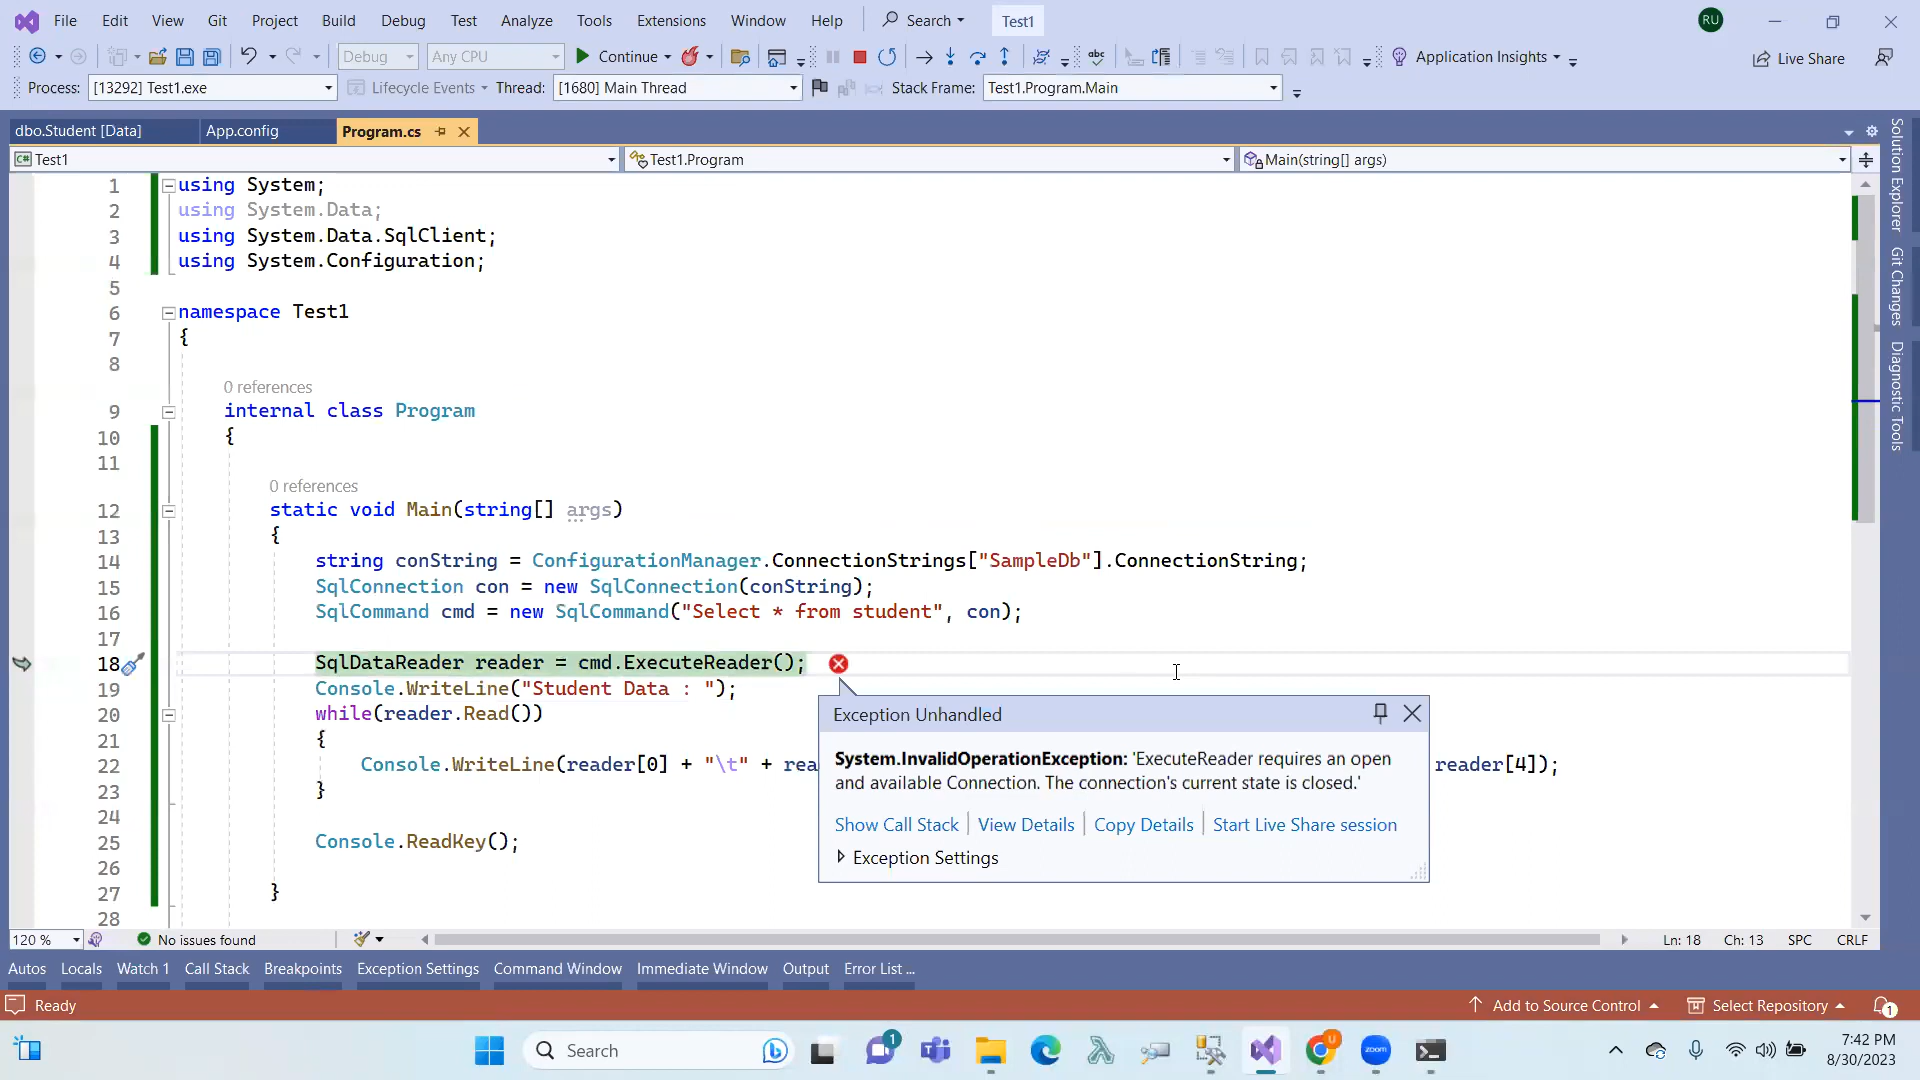 File Edit View Git Project Build Debug Test Analyze Tools Extensions Window Help Search Test1 RU
Debug Any CPU Continue Application Insights Live Share
Process: [13292] Test1.exe Lifecycle Events Thread: [1680] Main Thread Stack Frame: Test1.Program.Main
dbo.Student [Data] App.config Program.cs
C# Test1 Test1.Program Main(string[] args)
1 using System;
2 using System.Data;
3 using System.Data.SqlClient;
4 using System.Configuration;
5
6 namespace Test1
7 {
8
0 references
9 internal class Program
10 {
11
0 references
12 static void Main(string[] args)
13 {
14 string conString = ConfigurationManager.ConnectionStrings["SampleDb"].ConnectionString;
15 SqlConnection con = new SqlConnection(conString);
16 SqlCommand cmd = new SqlCommand("Select * from student", con);
17
18 SqlDataReader reader = cmd.ExecuteReader();
19 Console.WriteLine("Student Data : ");
20 while(reader.Read())
21 {
22 Console.WriteLine(reader[0] + "\t" + rea reader[4]);
23 }
24
25 Console.ReadKey();
26
27 }
28
Exception Unhandled
System.InvalidOperationException: 'ExecuteReader requires an open
and available Connection. The connection's current state is closed.'
Show Call Stack View Details Copy Details Start Live Share session
Exception Settings
Solution Explorer
Git Changes
Diagnostic Tools
120 % No issues found Ln: 18 Ch: 13 SPC CRLF
Autos Locals Watch 1 Call Stack Breakpoints Exception Settings Command Window Immediate Window Output Error List ...
Ready Add to Source Control Select Repository 1
Search 1 U zoom 7:42 PM
8/30/2023